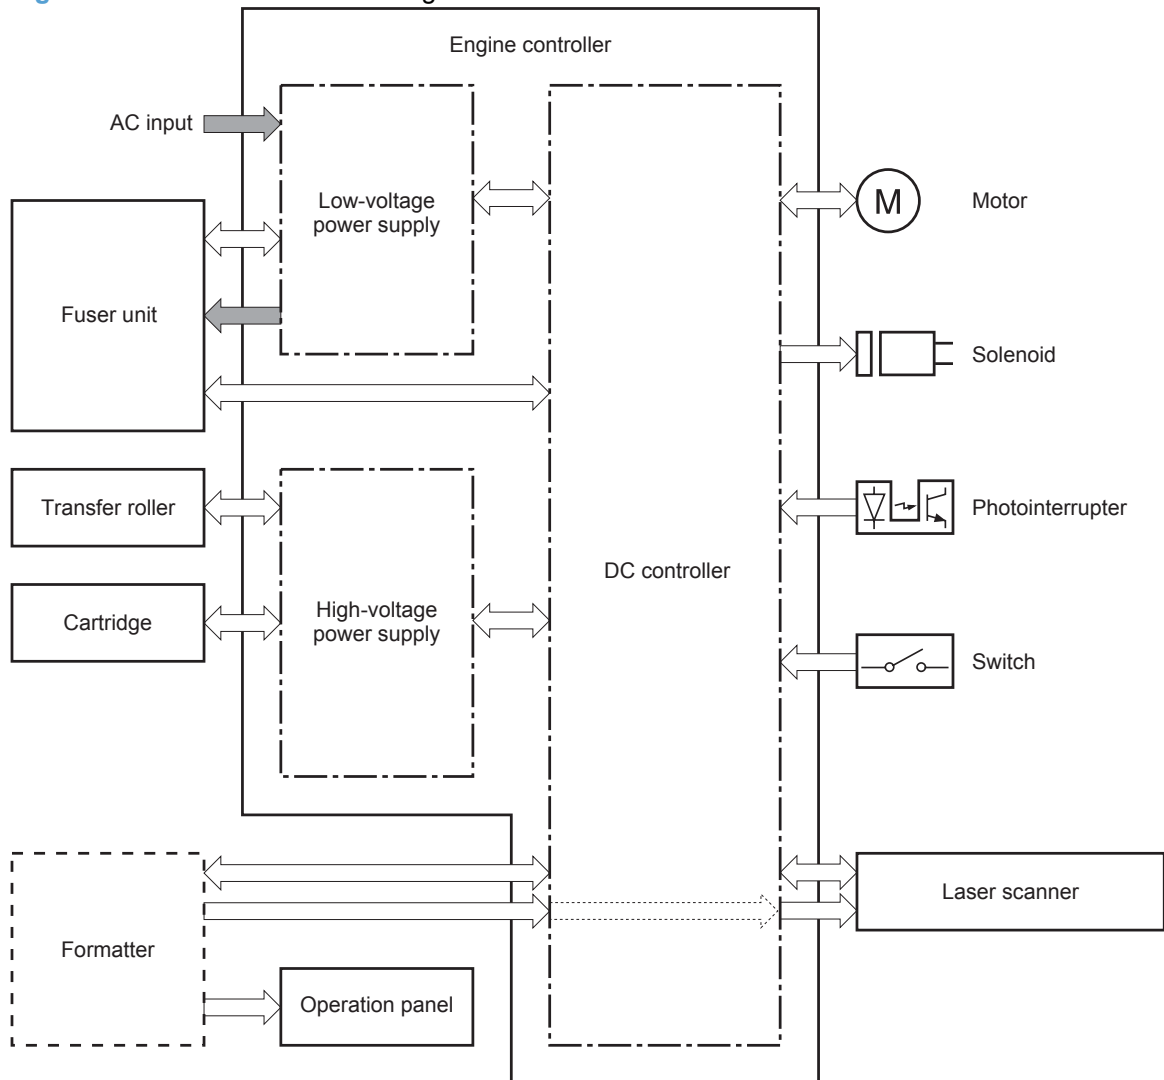 Engine controller
AC input
Low-voltage
power supply
M
Motor
Fuser unit
Solenoid
Transfer roller
Photointerrupter
DC controller
Cartridge
High-voltage
power supply
Switch
Laser scanner
Formatter
Operation panel